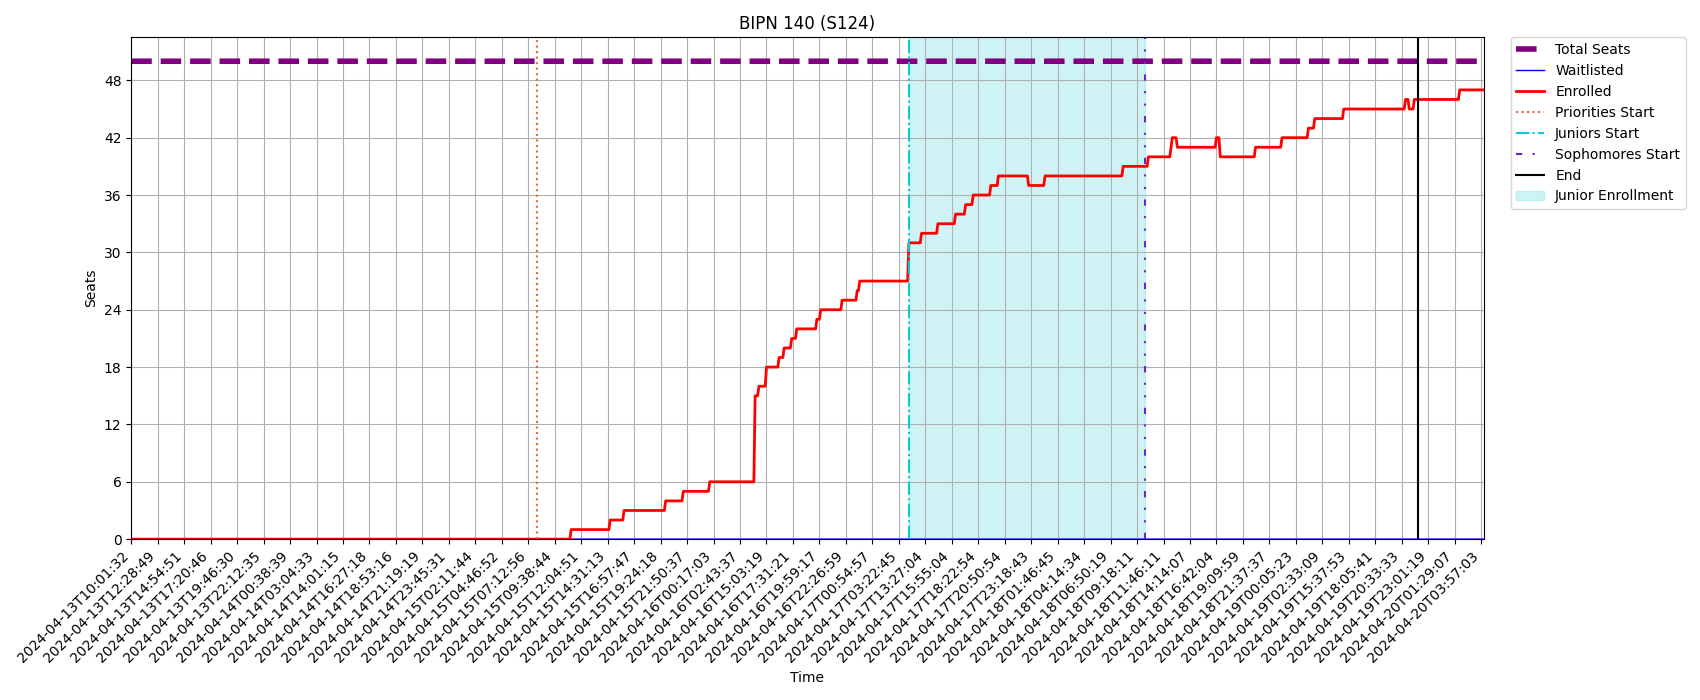 BIPN 140 (S124)
Total Seats
Waitlisted
Enrolled
Priorities Start
Juniors Start
Sophomores Start
End
Junior Enrollment
Seats
48
42
36
30
24
18
12
6
0
2024-04-13T10:01:32
2024-04-13T12:28:49
2024-04-13T14:54:51
2024-04-13T17:20:46
2024-04-13T19:46:30
2024-04-13T22:12:35
2024-04-14T00:38:39
2024-04-14T03:04:33
2024-04-14T14:01:15
2024-04-14T16:27:18
2024-04-14T18:53:16
2024-04-14T21:19:19
2024-04-14T23:45:31
2024-04-15T02:11:44
2024-04-15T04:46:52
2024-04-15T07:12:56
2024-04-15T09:38:44
2024-04-15T12:04:51
2024-04-15T14:31:13
2024-04-15T16:57:47
2024-04-15T19:24:18
2024-04-15T21:50:37
2024-04-16T00:17:03
2024-04-16T02:43:37
2024-04-16T15:03:19
2024-04-16T17:31:21
2024-04-16T19:59:17
2024-04-16T22:26:59
2024-04-17T00:54:57
2024-04-17T03:22:45
2024-04-17T13:27:04
2024-04-17T15:55:04
2024-04-17T18:22:54
2024-04-17T20:50:54
2024-04-17T23:18:43
2024-04-18T01:46:45
2024-04-18T04:14:34
2024-04-18T06:50:19
2024-04-18T09:18:11
2024-04-18T11:46:11
2024-04-18T14:14:07
2024-04-18T16:42:04
2024-04-18T19:09:59
2024-04-18T21:37:37
2024-04-19T00:05:23
2024-04-19T02:33:09
2024-04-19T15:37:53
2024-04-19T18:05:41
2024-04-19T20:33:33
2024-04-19T23:01:19
2024-04-20T01:29:07
2024-04-20T03:57:03
Time